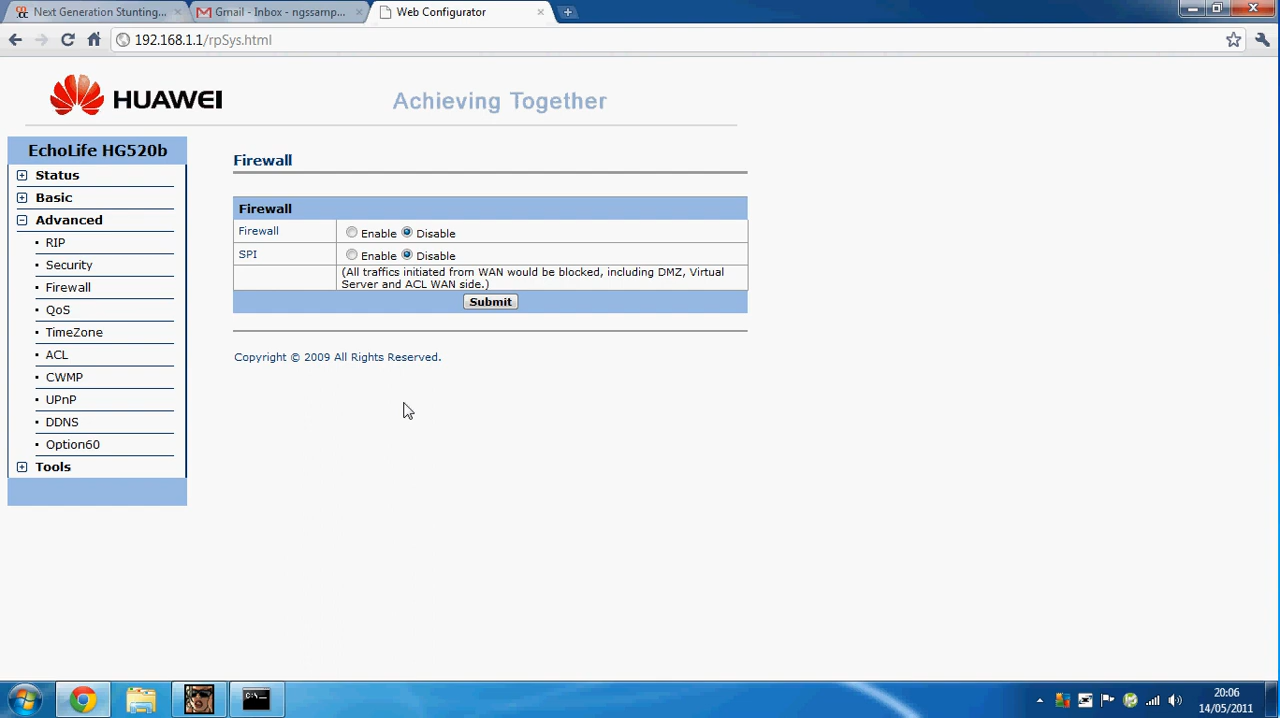 Next Generation Stunting...
Gmail - Inbox - ngssamp...
Web Configurator
192.168.1.1/rpSys.html
HUAWEI
Achieving Together
EchoLife HG520b
Status
Basic
Advanced
RIP
Security
Firewall
QoS
TimeZone
ACL
CWMP
UPnP
DDNS
Option60
Tools
Firewall
Firewall
Firewall Enable Disable
SPI Enable Disable
(All traffics initiated from WAN would be blocked, including DMZ, Virtual
Server and ACL WAN side.)
Submit
Copyright © 2009 All Rights Reserved.
C:\.
20:06
14/05/2011